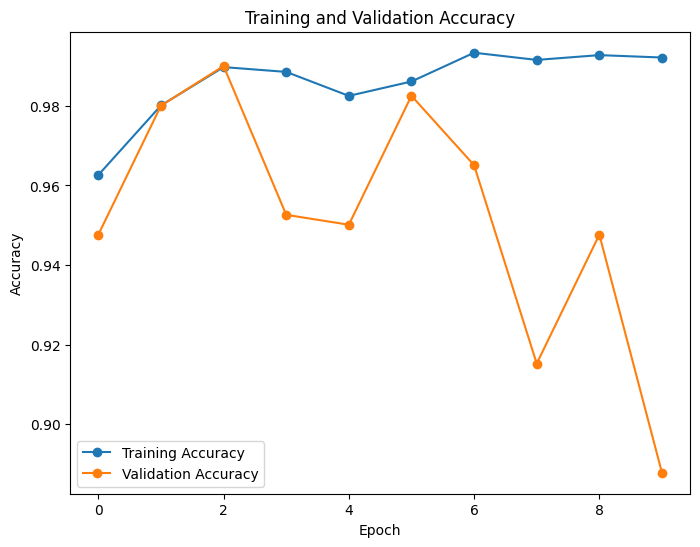 Training and Validation Accuracy
Accuracy
0.98
0.96
0.94
0.92
0.90
Training Accuracy
Validation Accuracy
0 2 4 6 8
Epoch